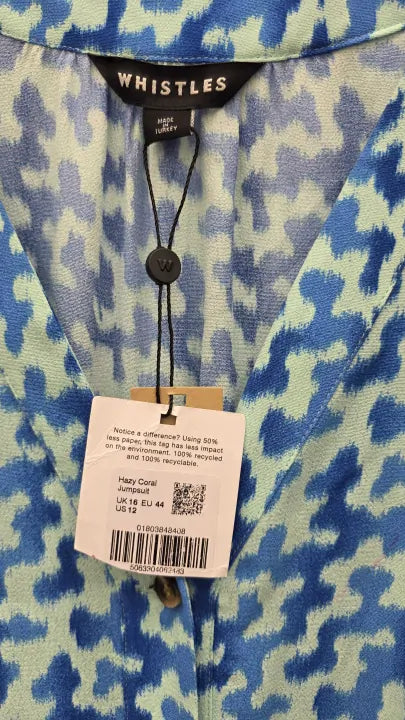 WHISTLES
MADE
IN
TURKEY
W
Notice a difference? Using 50%
less paper, this tag has less impact
on the environment. 100% recycled
and 100% recyclable.
Hazy Coral
Jumpsuit
UK 16 EU 44
US 12
01803848408
5063304062483